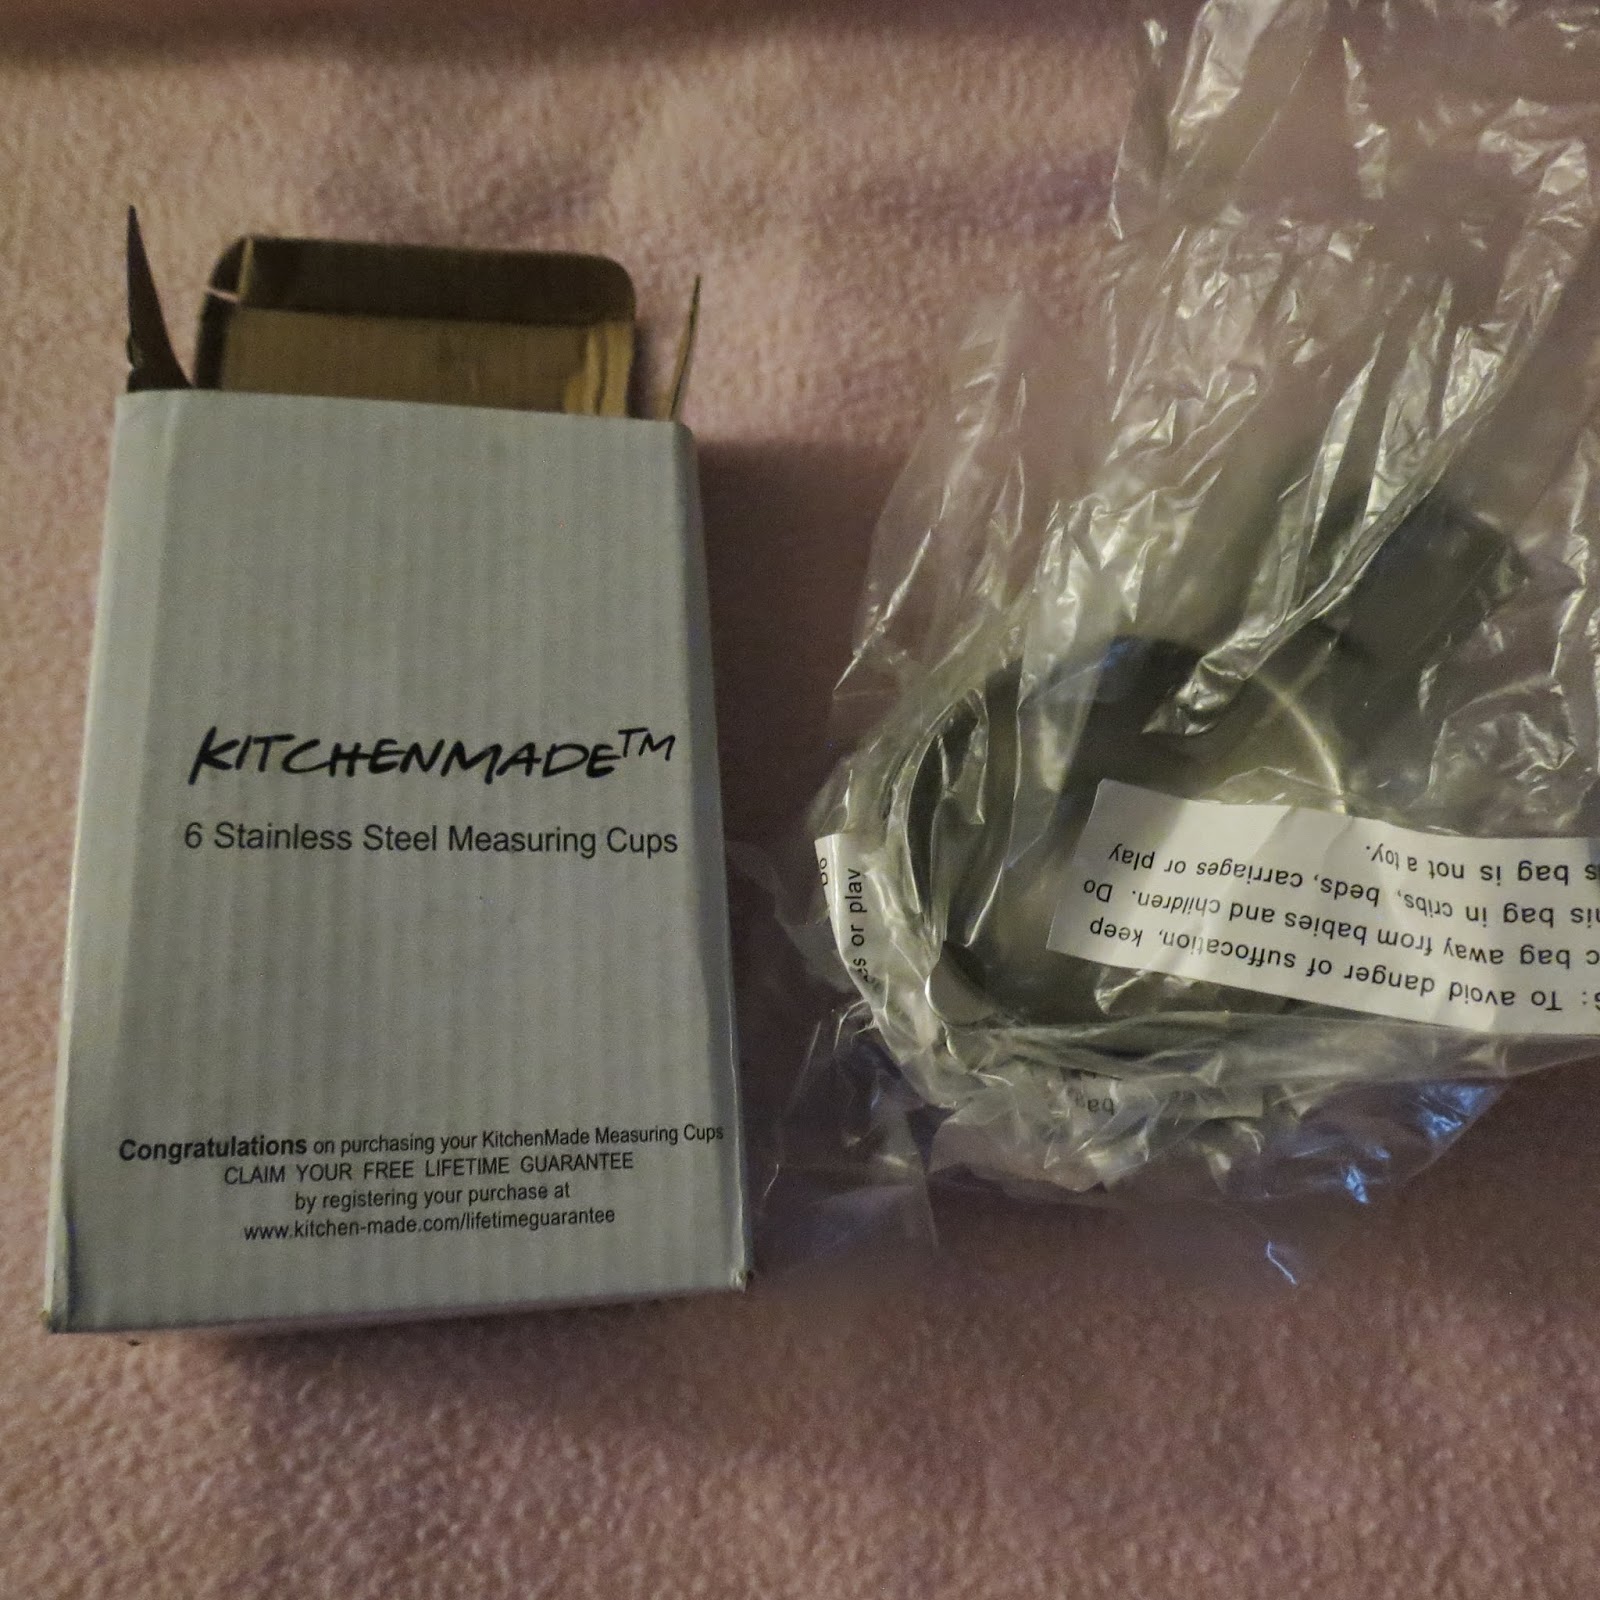 KITCHENMADE™
6 Stainless Steel Measuring Cups
Congratulations on purchasing your KitchenMade Measuring Cups
CLAIM YOUR FREE LIFETIME GUARANTEE
by registering your purchase at
www.kitchen-made.com/lifetimeguarantee
: To avoid danger of suffocation, keep
bag away from babies and children. Do
bag in cribs, beds, carriages or play
bag is not a toy.
or play